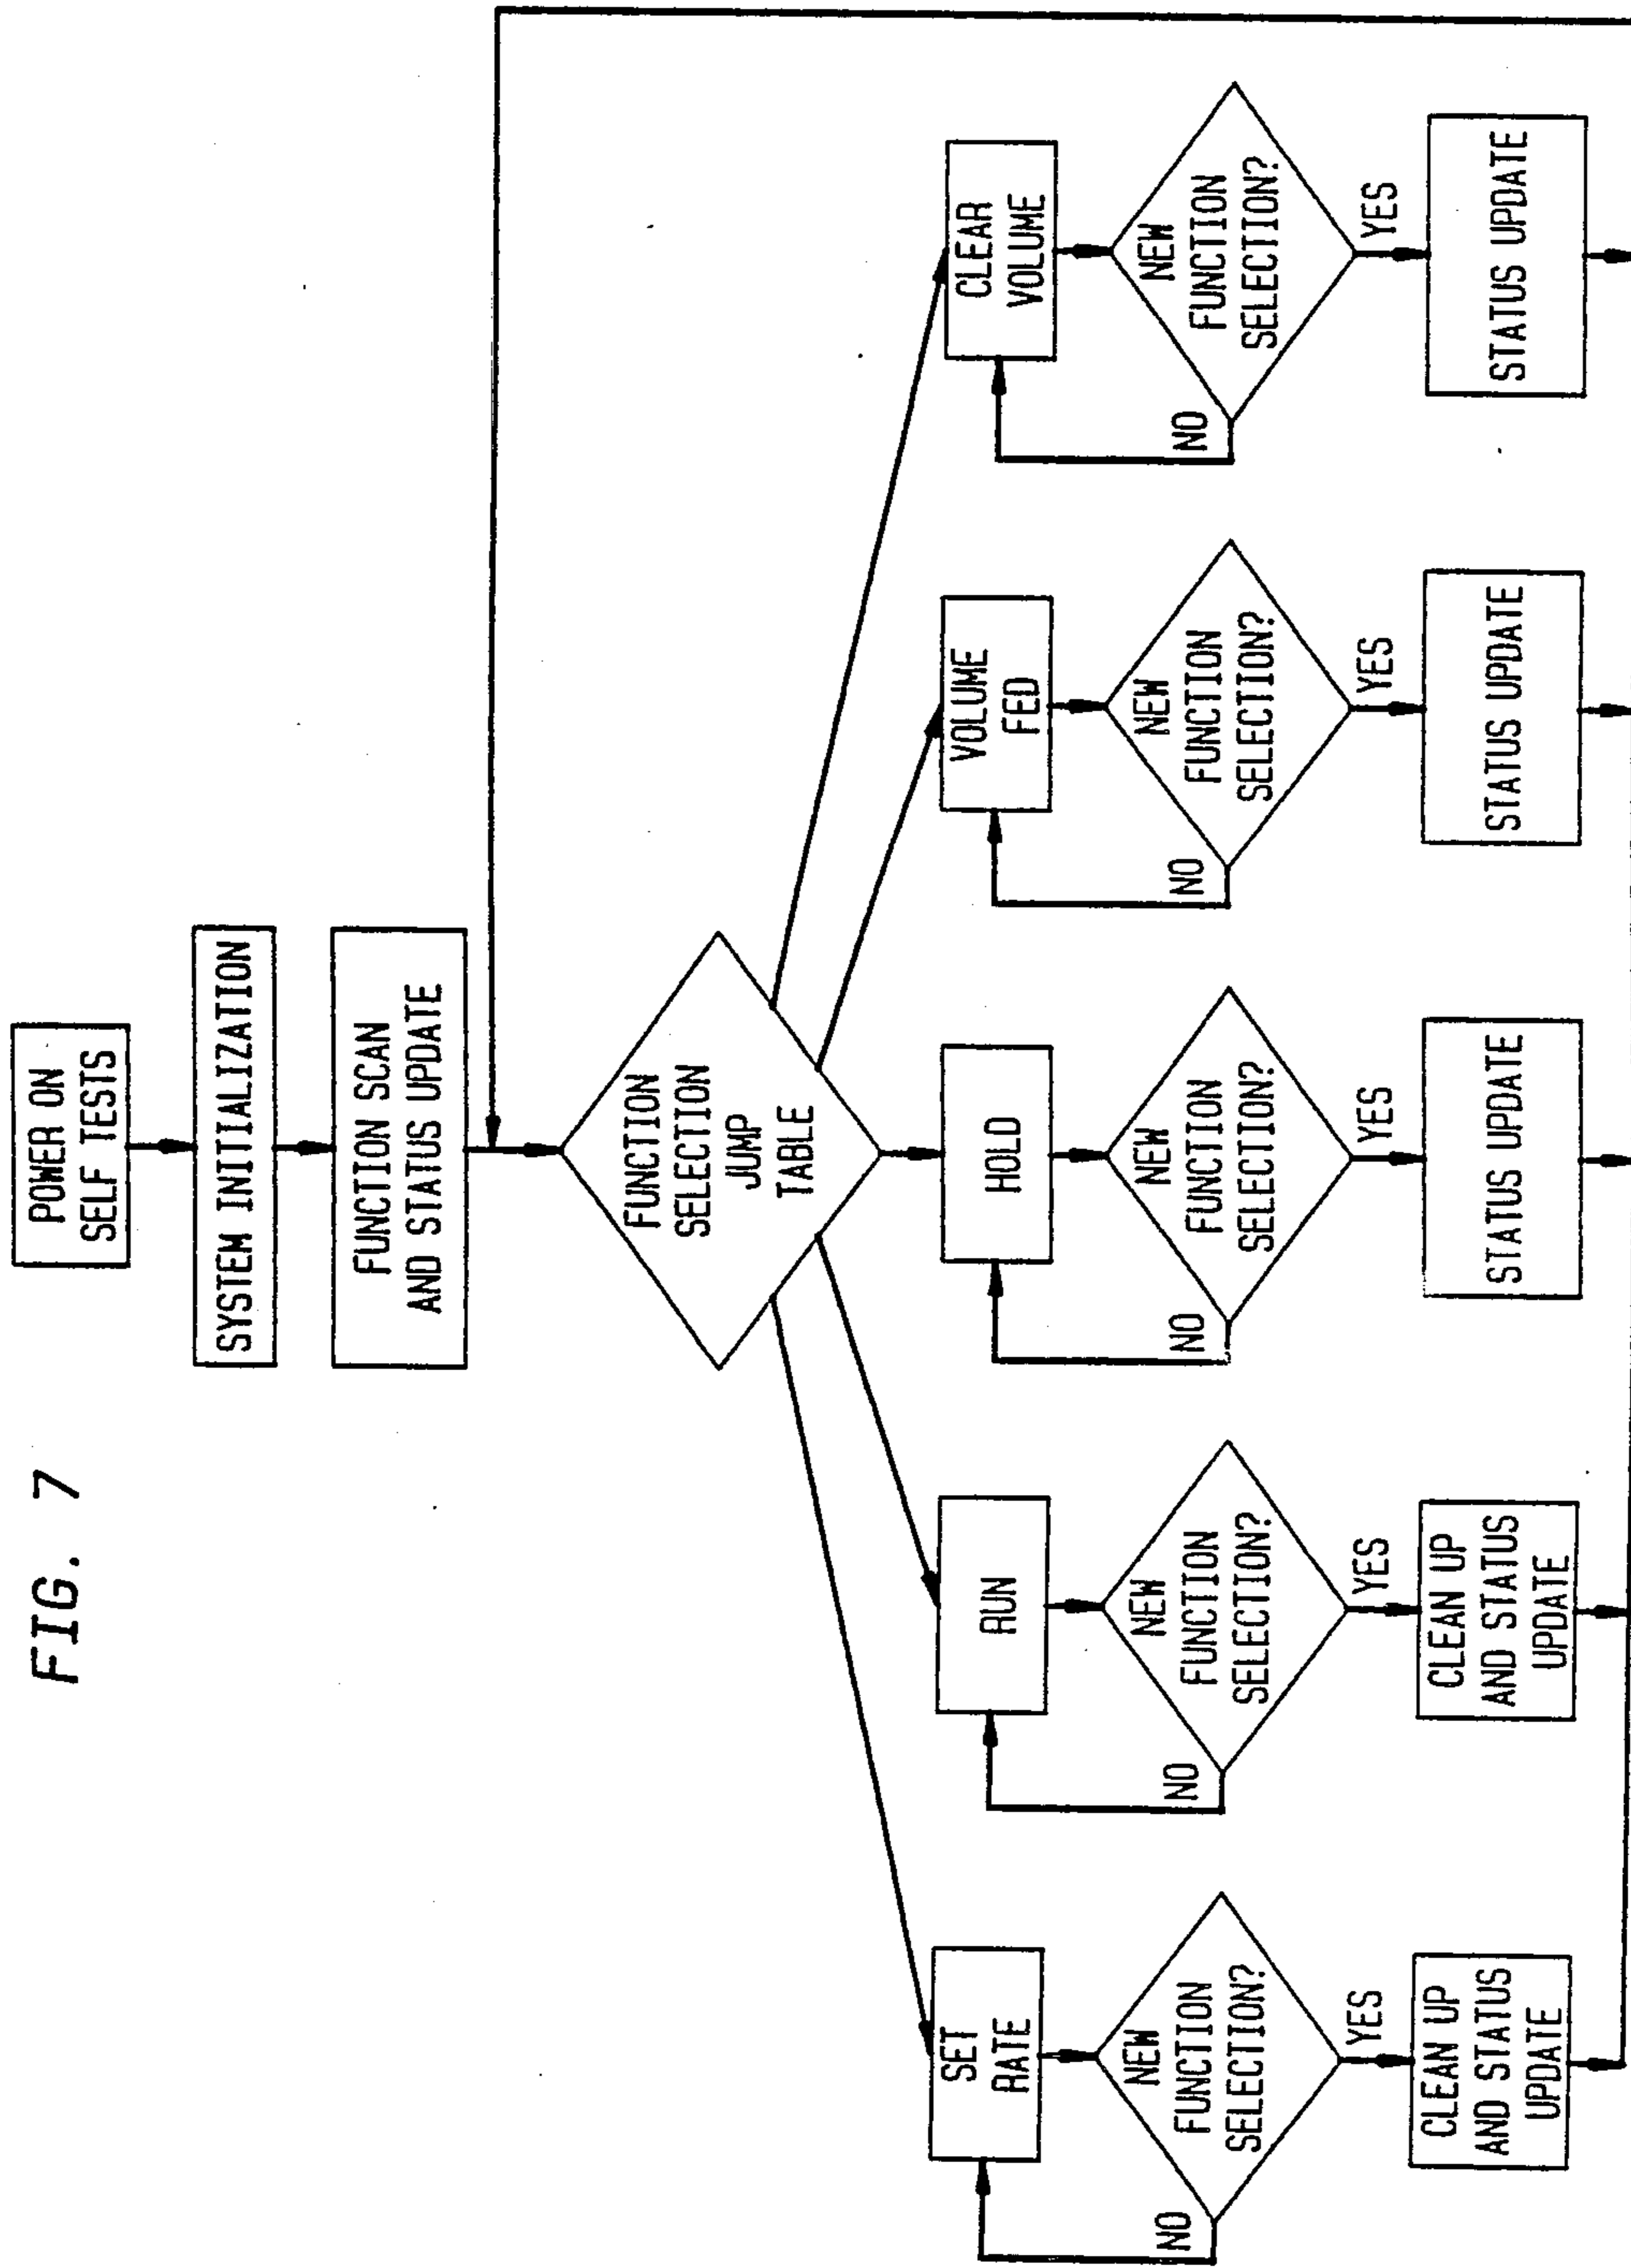 FIG. 7
POWER ON
SELF TESTS
SYSTEM INITIALIZATION
FUNCTION SCAN
AND STATUS UPDATE
FUNCTION
SELECTION
JUMP
TABLE
SET
RATE
NEW
FUNCTION
SELECTION?
NO
YES
CLEAN UP
AND STATUS
UPDATE
RUN
NEW
FUNCTION
SELECTION?
NO
YES
CLEAN UP
AND STATUS
UPDATE
HOLD
NEW
FUNCTION
SELECTION?
NO
YES
STATUS UPDATE
VOLUME
FED
NEW
FUNCTION
SELECTION?
NO
YES
STATUS UPDATE
CLEAR
VOLUME
NEW
FUNCTION
SELECTION?
NO
YES
STATUS UPDATE